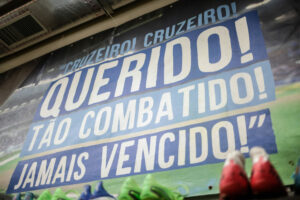 "CRUZEIRO! CRUZEIRO!
QUERIDO!
TÃO COMBATIDO!
JAMAIS VENCIDO!"